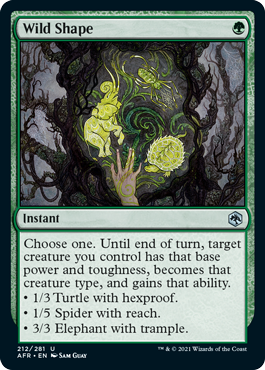 Wild Shape
Instant
Choose one. Until end of turn, target
creature you control has that base
power and toughness, becomes that
creature type, and gains that ability.
• 1/3 Turtle with hexproof.
• 1/5 Spider with reach.
• 3/3 Elephant with trample.
212/281 U
AFR • EN Sam Guay
™ & © 2021 Wizards of the Coast